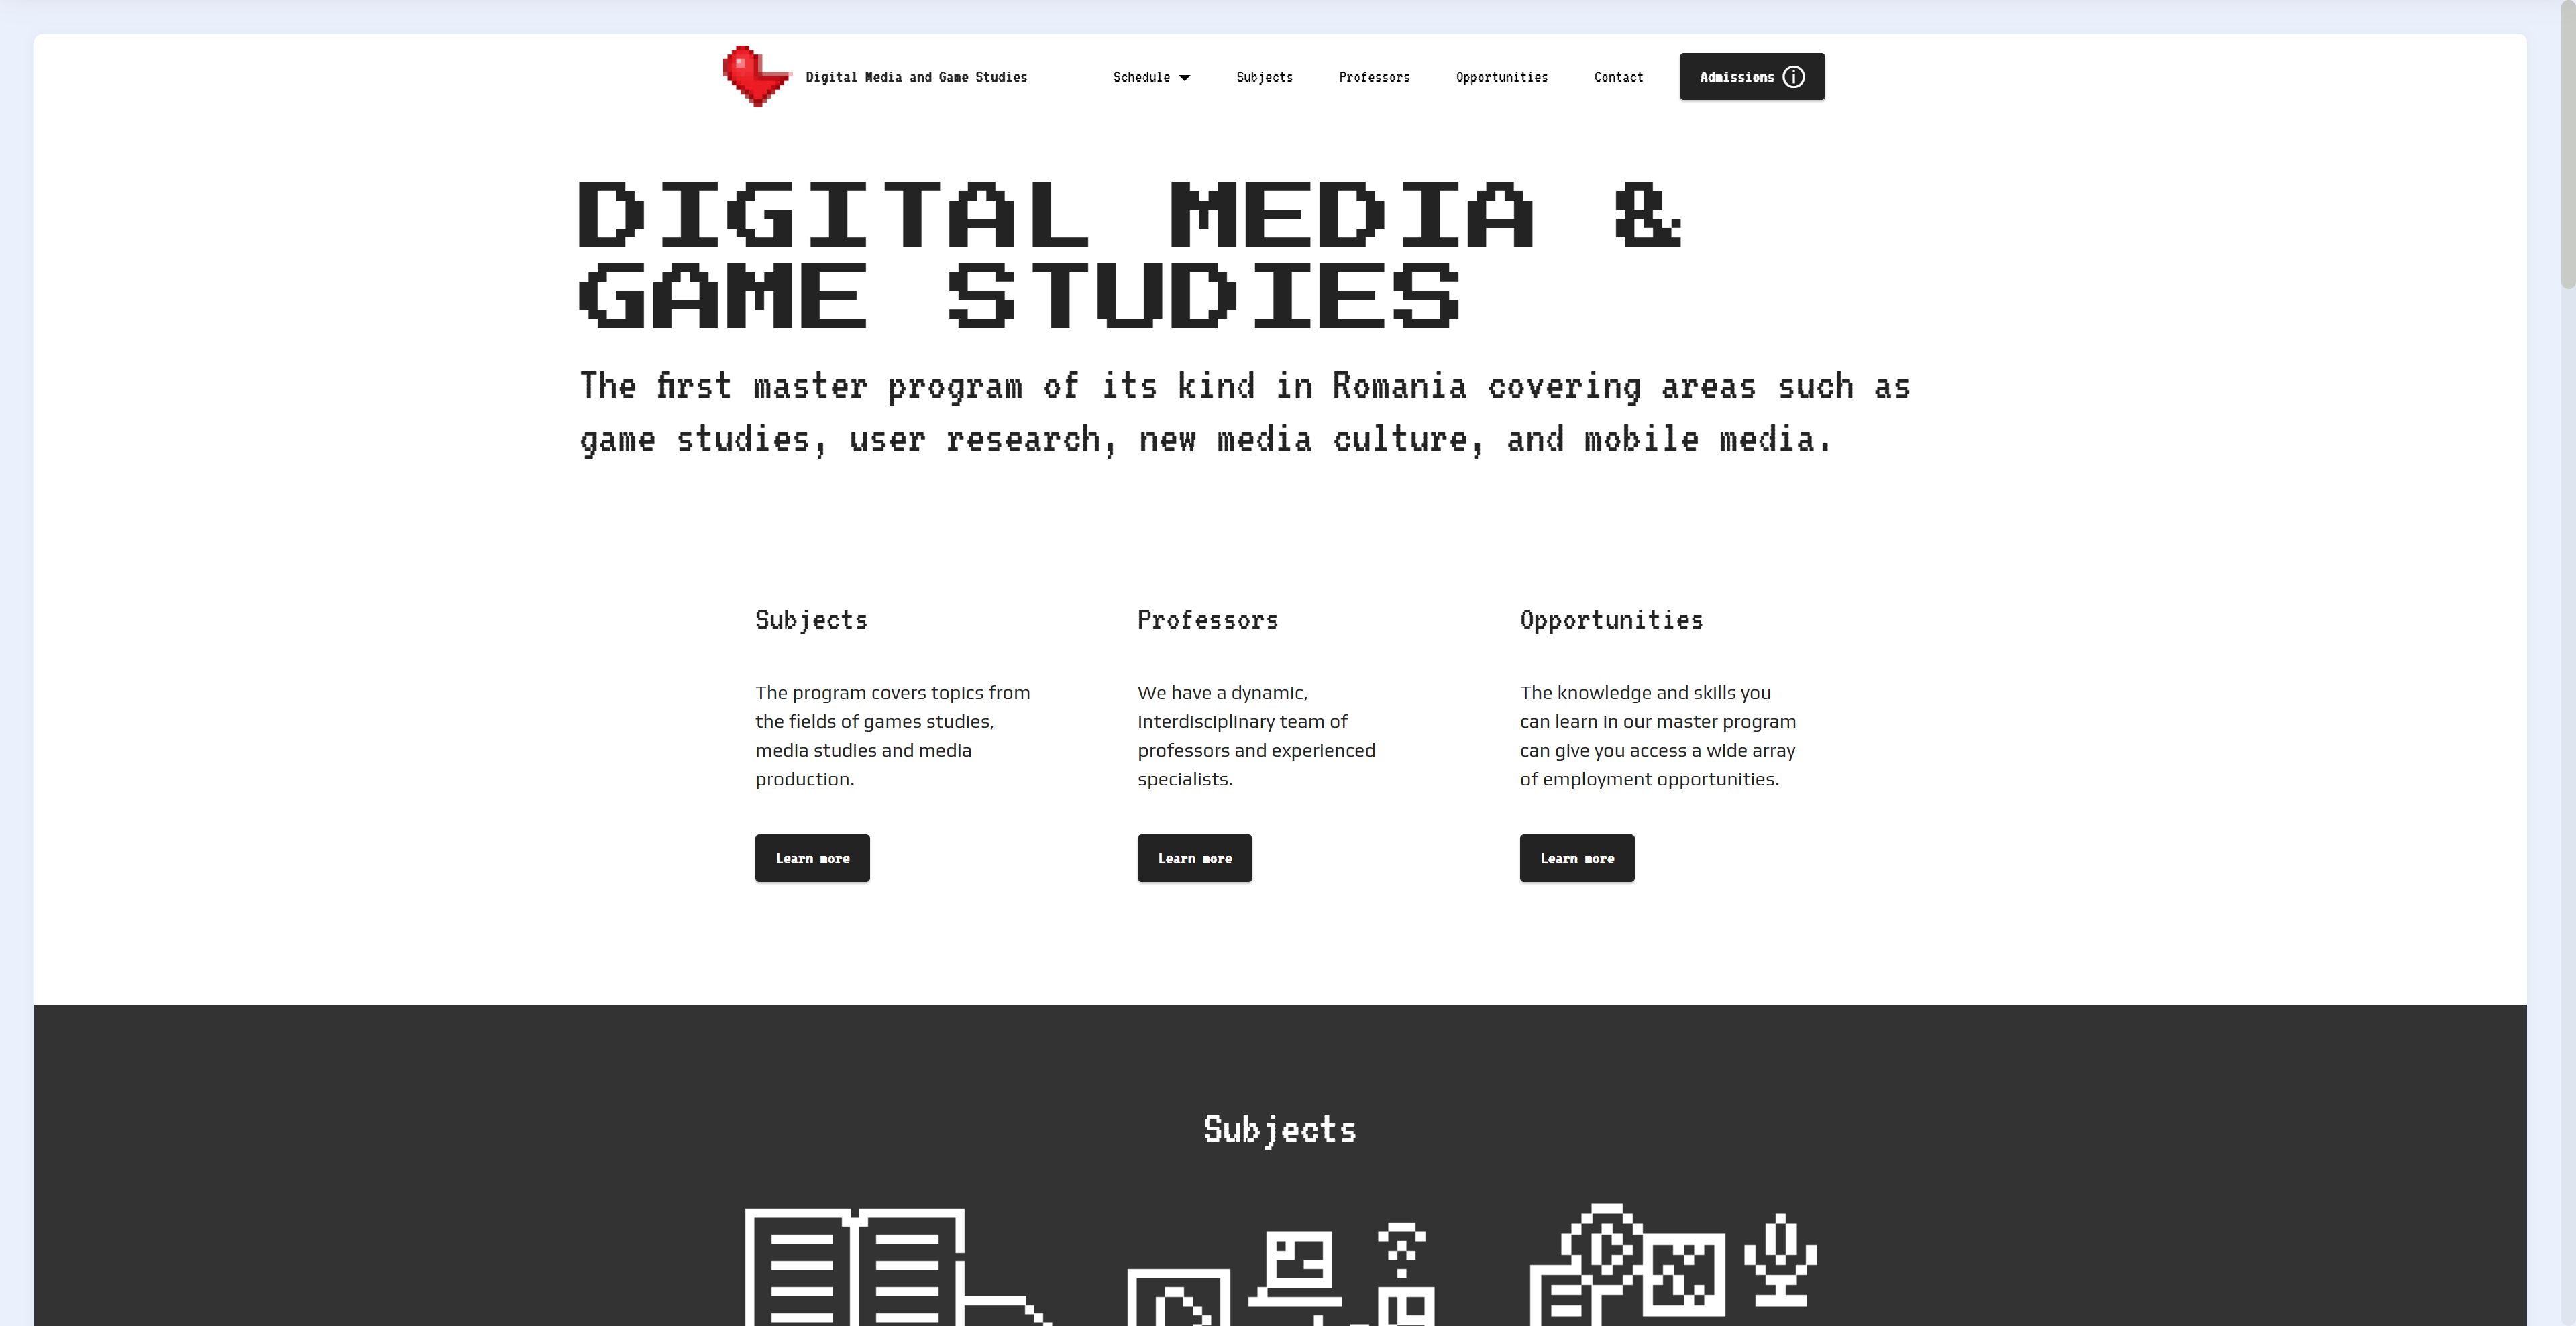 Digital Media and Game Studies
Schedule
Subjects
Professors
Opportunities
Contact
Admissions
DIGITAL MEDIA &
GAME STUDIES
The first master program of its kind in Romania covering areas such as
game studies, user research, new media culture, and mobile media.
Subjects
The program covers topics from
the fields of games studies,
media studies and media
production.
Learn more
Professors
We have a dynamic,
interdisciplinary team of
professors and experienced
specialists.
Learn more
Opportunities
The knowledge and skills you
can learn in our master program
can give you access a wide array
of employment opportunities.
Learn more
Subjects